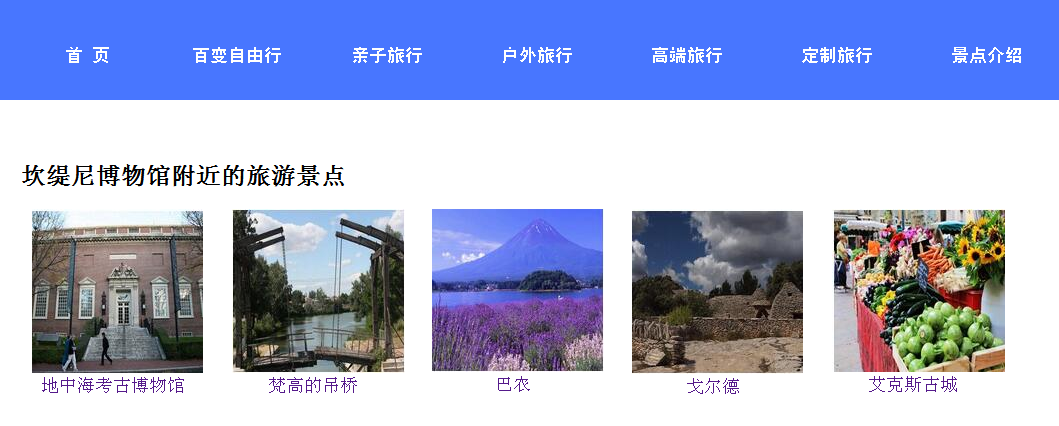 首 页 百变自由行 亲子旅行 户外旅行 高端旅行 定制旅行 景点介绍
坎缇尼博物馆附近的旅游景点
地中海考古博物馆 梵高的吊桥 巴农 戈尔德 艾克斯古城